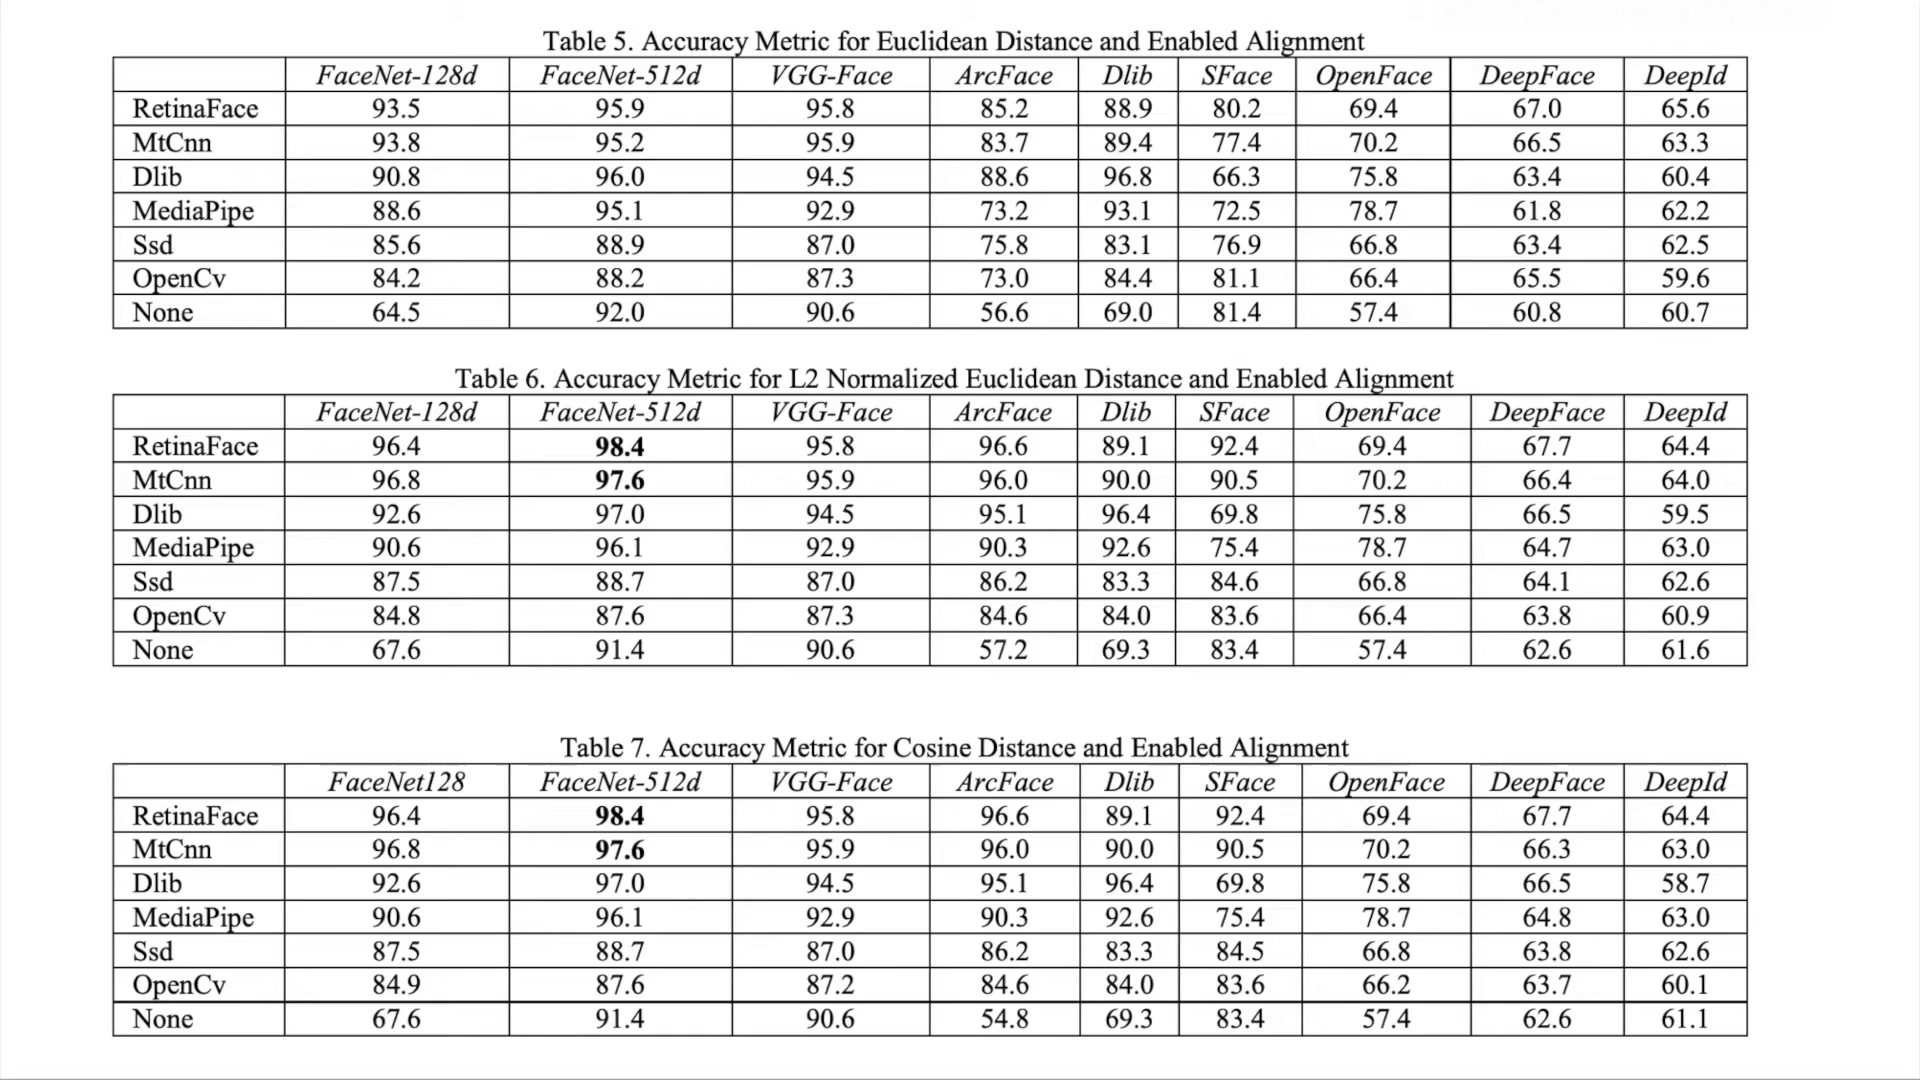 Table 5. Accuracy Metric for Euclidean Distance and Enabled Alignment
FaceNet-128d FaceNet-512d VGG-Face ArcFace Dlib SFace OpenFace DeepFace DeepId
RetinaFace 93.5 95.9 95.8 85.2 88.9 80.2 69.4 67.0 65.6
MtCnn 93.8 95.2 95.9 83.7 89.4 77.4 70.2 66.5 63.3
Dlib 90.8 96.0 94.5 88.6 96.8 66.3 75.8 63.4 60.4
MediaPipe 88.6 95.1 92.9 73.2 93.1 72.5 78.7 61.8 62.2
Ssd 85.6 88.9 87.0 75.8 83.1 76.9 66.8 63.4 62.5
OpenCv 84.2 88.2 87.3 73.0 84.4 81.1 66.4 65.5 59.6
None 64.5 92.0 90.6 56.6 69.0 81.4 57.4 60.8 60.7
Table 6. Accuracy Metric for L2 Normalized Euclidean Distance and Enabled Alignment
FaceNet-128d FaceNet-512d VGG-Face ArcFace Dlib SFace OpenFace DeepFace DeepId
RetinaFace 96.4 98.4 95.8 96.6 89.1 92.4 69.4 67.7 64.4
MtCnn 96.8 97.6 95.9 96.0 90.0 90.5 70.2 66.4 64.0
Dlib 92.6 97.0 94.5 95.1 96.4 69.8 75.8 66.5 59.5
MediaPipe 90.6 96.1 92.9 90.3 92.6 75.4 78.7 64.7 63.0
Ssd 87.5 88.7 87.0 86.2 83.3 84.6 66.8 64.1 62.6
OpenCv 84.8 87.6 87.3 84.6 84.0 83.6 66.4 63.8 60.9
None 67.6 91.4 90.6 57.2 69.3 83.4 57.4 62.6 61.6
Table 7. Accuracy Metric for Cosine Distance and Enabled Alignment
FaceNet128 FaceNet-512d VGG-Face ArcFace Dlib SFace OpenFace DeepFace DeepId
RetinaFace 96.4 98.4 95.8 96.6 89.1 92.4 69.4 67.7 64.4
MtCnn 96.8 97.6 95.9 96.0 90.0 90.5 70.2 66.3 63.0
Dlib 92.6 97.0 94.5 95.1 96.4 69.8 75.8 66.5 58.7
MediaPipe 90.6 96.1 92.9 90.3 92.6 75.4 78.7 64.8 63.0
Ssd 87.5 88.7 87.0 86.2 83.3 84.5 66.8 63.8 62.6
OpenCv 84.9 87.6 87.2 84.6 84.0 83.6 66.2 63.7 60.1
None 67.6 91.4 90.6 54.8 69.3 83.4 57.4 62.6 61.1